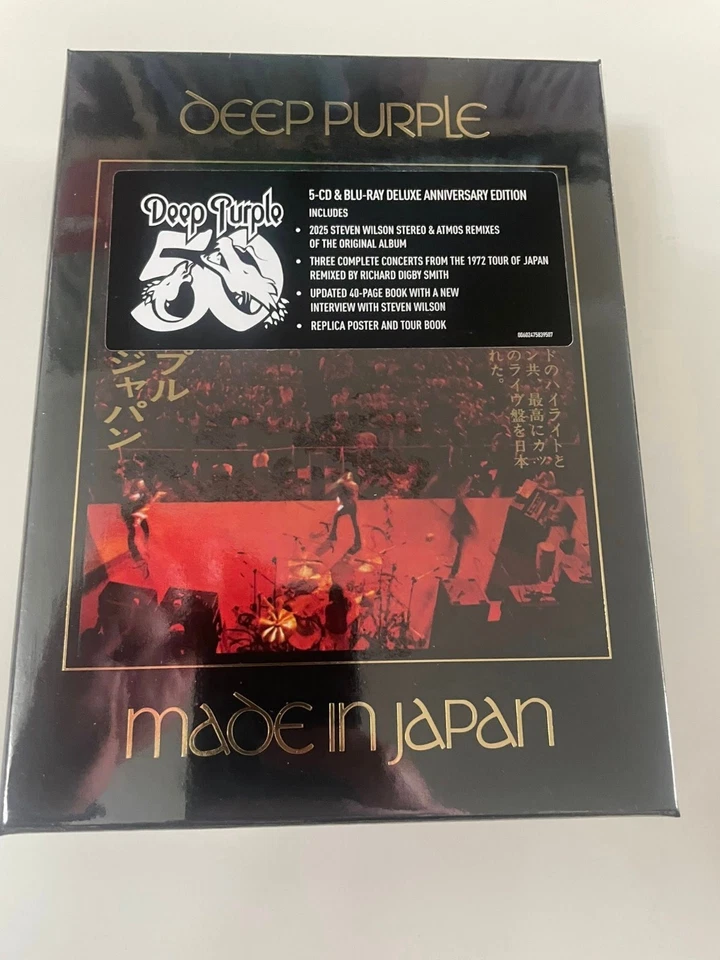 DEEP PURPLE
Deep Purple
50
5-CD & BLU-RAY DELUXE ANNIVERSARY EDITION
INCLUDES
• 2025 STEVEN WILSON STEREO & ATMOS REMIXES
OF THE ORIGINAL ALBUM
• THREE COMPLETE CONCERTS FROM THE 1972 TOUR OF JAPAN
REMIXED BY RICHARD DIGBY SMITH
• UPDATED 40-PAGE BOOK WITH A NEW
INTERVIEW WITH STEVEN WILSON
• REPLICA POSTER AND TOUR BOOK
00602475839507
プル
ジャパン
ドのハイライトと
ン共、最高にカッ
のライヴ盤を日本
れた。
made in Japan